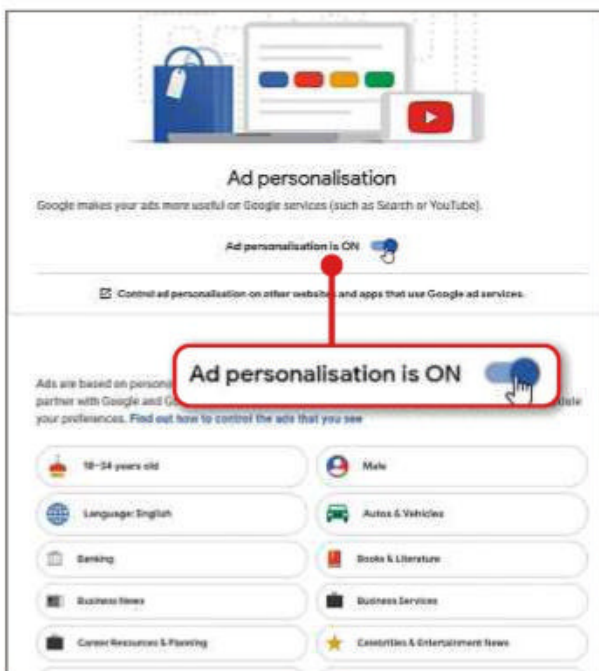 Ad personalisation
Google makes your ads more useful on Google services (such as Search or YouTube).
Ad personalisation is ON
Control ad personalisation on other websites and apps that use Google ad services.
Ad personalisation is ON
Ads are based on
partner with Google and
your preferences. Find out how to control the ads that you see
18-34 years old
Male
Language: English
Autos & Vehicles
Banking
Books & Literature
Business News
Business Services
Career Resources & Planning
Celebrities & Entertainment News